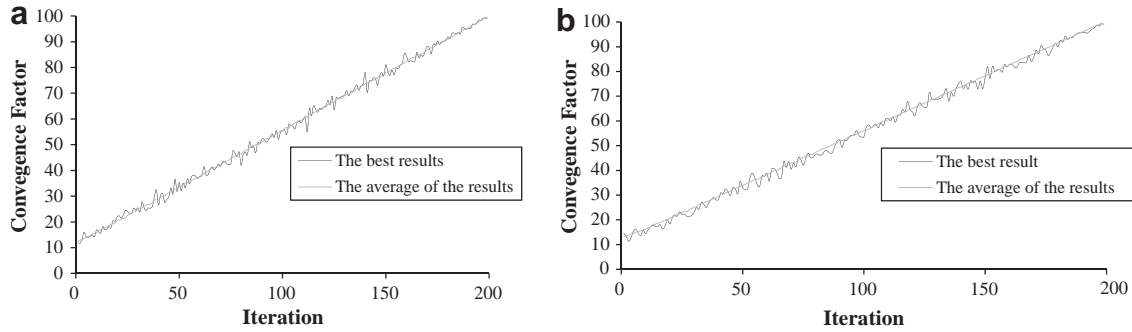 a
Convegence Factor
100
90
80
70
60
50
40
30
20
10
0
The best results
The average of the results
0 50 100 150 200
Iteration
b
Convegence Factor
100
90
80
70
60
50
40
30
20
10
0
The best result
The average of the results
0 50 100 150 200
Iteration